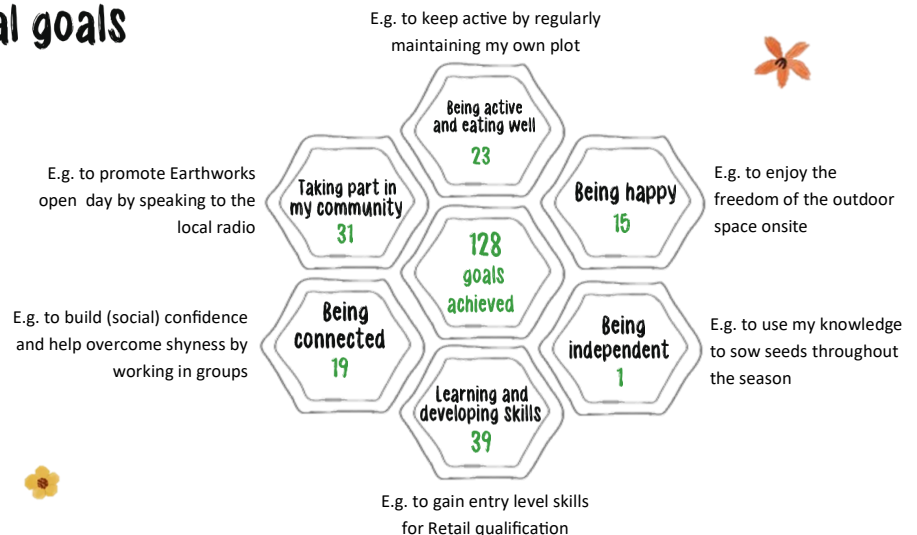 al goals
E.g. to keep active by regularly
maintaining my own plot
Being active
and eating well
23
E.g. to promote Earthworks
open day by speaking to the
local radio
Taking part in
my community
31
Being happy
15
E.g. to enjoy the
freedom of the outdoor
space onsite
128
goals
achieved
E.g. to build (social) confidence
and help overcome shyness by
working in groups
Being
connected
19
Being
independent
1
E.g. to use my knowledge
to sow seeds throughout
the season
Learning and
developing skills
39
E.g. to gain entry level skills
for Retail qualification